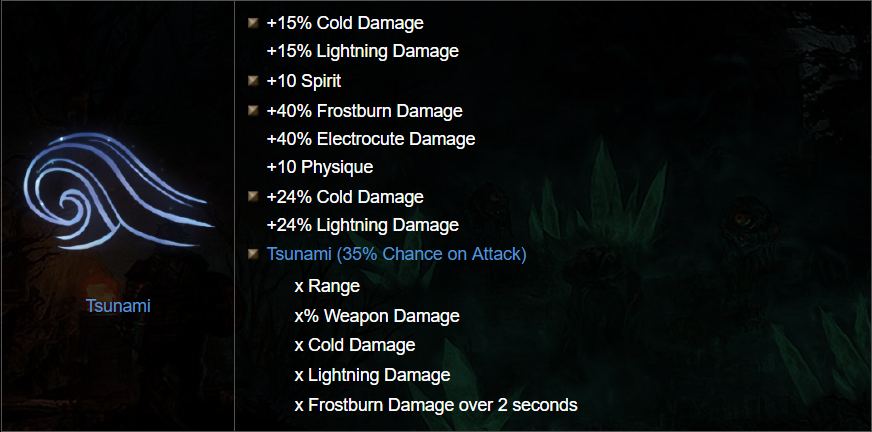 +15% Cold Damage
+15% Lightning Damage
+10 Spirit
+40% Frostburn Damage
+40% Electrocute Damage
+10 Physique
+24% Cold Damage
+24% Lightning Damage
Tsunami (35% Chance on Attack)
x Range
x% Weapon Damage
x Cold Damage
x Lightning Damage
x Frostburn Damage over 2 seconds
Tsunami